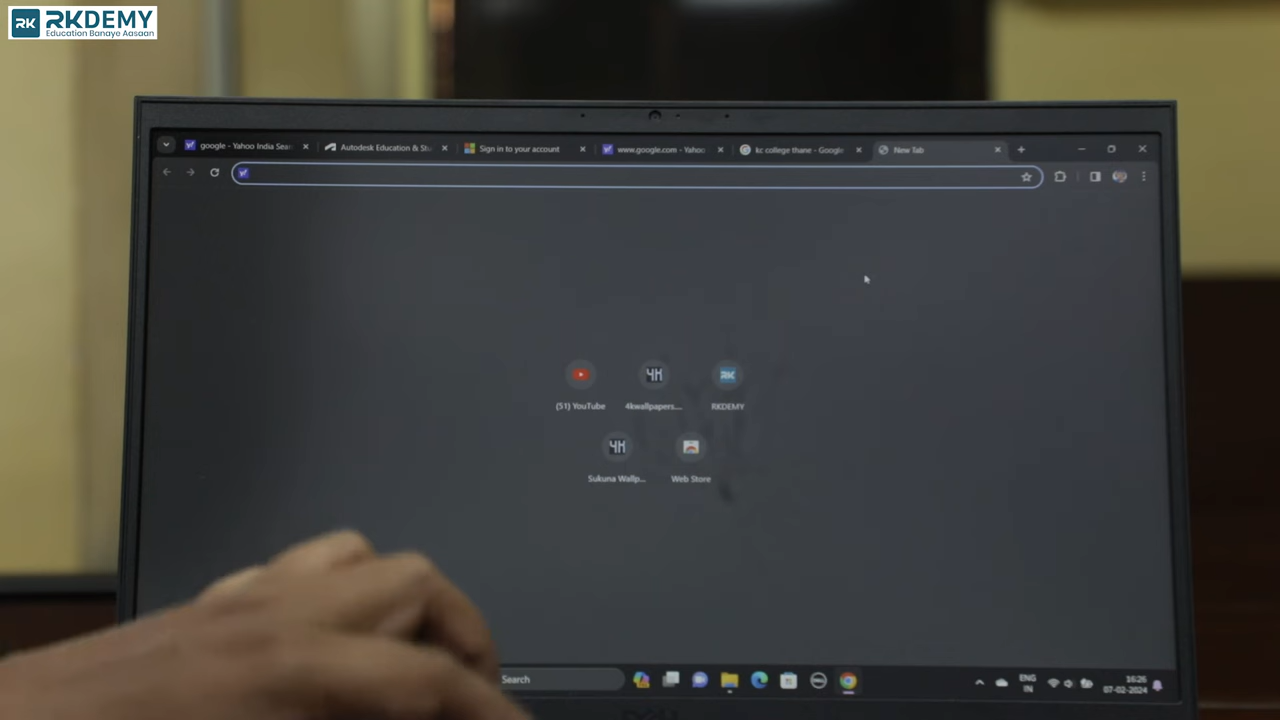 RK RKDEMY
Education Banaye Aasaan
google - Yahoo India Sear
Autodesk Education & Stu
Sign in to your account
www.google.com - Yahoo
kc college thane - Google
New Tab
(51) YouTube
4kwallpapers....
RKDEMY
Sukuna Wallp...
Web Store
Search
ENG
IN
16:26
07-02-2024